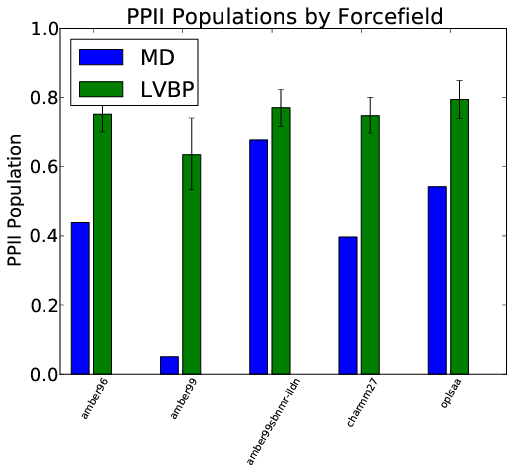 PPII Populations by Forcefield
MD
LVBP
PPII Population
1.0
0.8
0.6
0.4
0.2
0.0
amber96
amber99
amber99sbnmr-ildn
charmm27
oplsaa